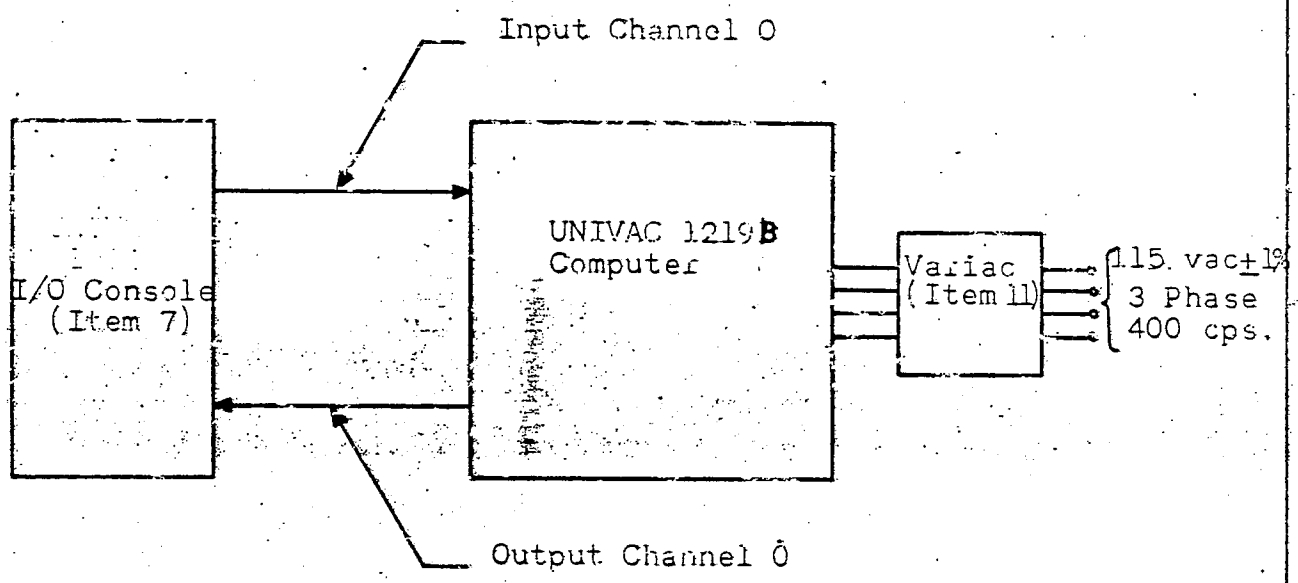 Input Channel 0
I/O Console
(Item 7)
UNIVAC 1219B
Computer
Variac
(Item 11)
115. vac±1%
3 Phase
400 cps.
Output Channel 0